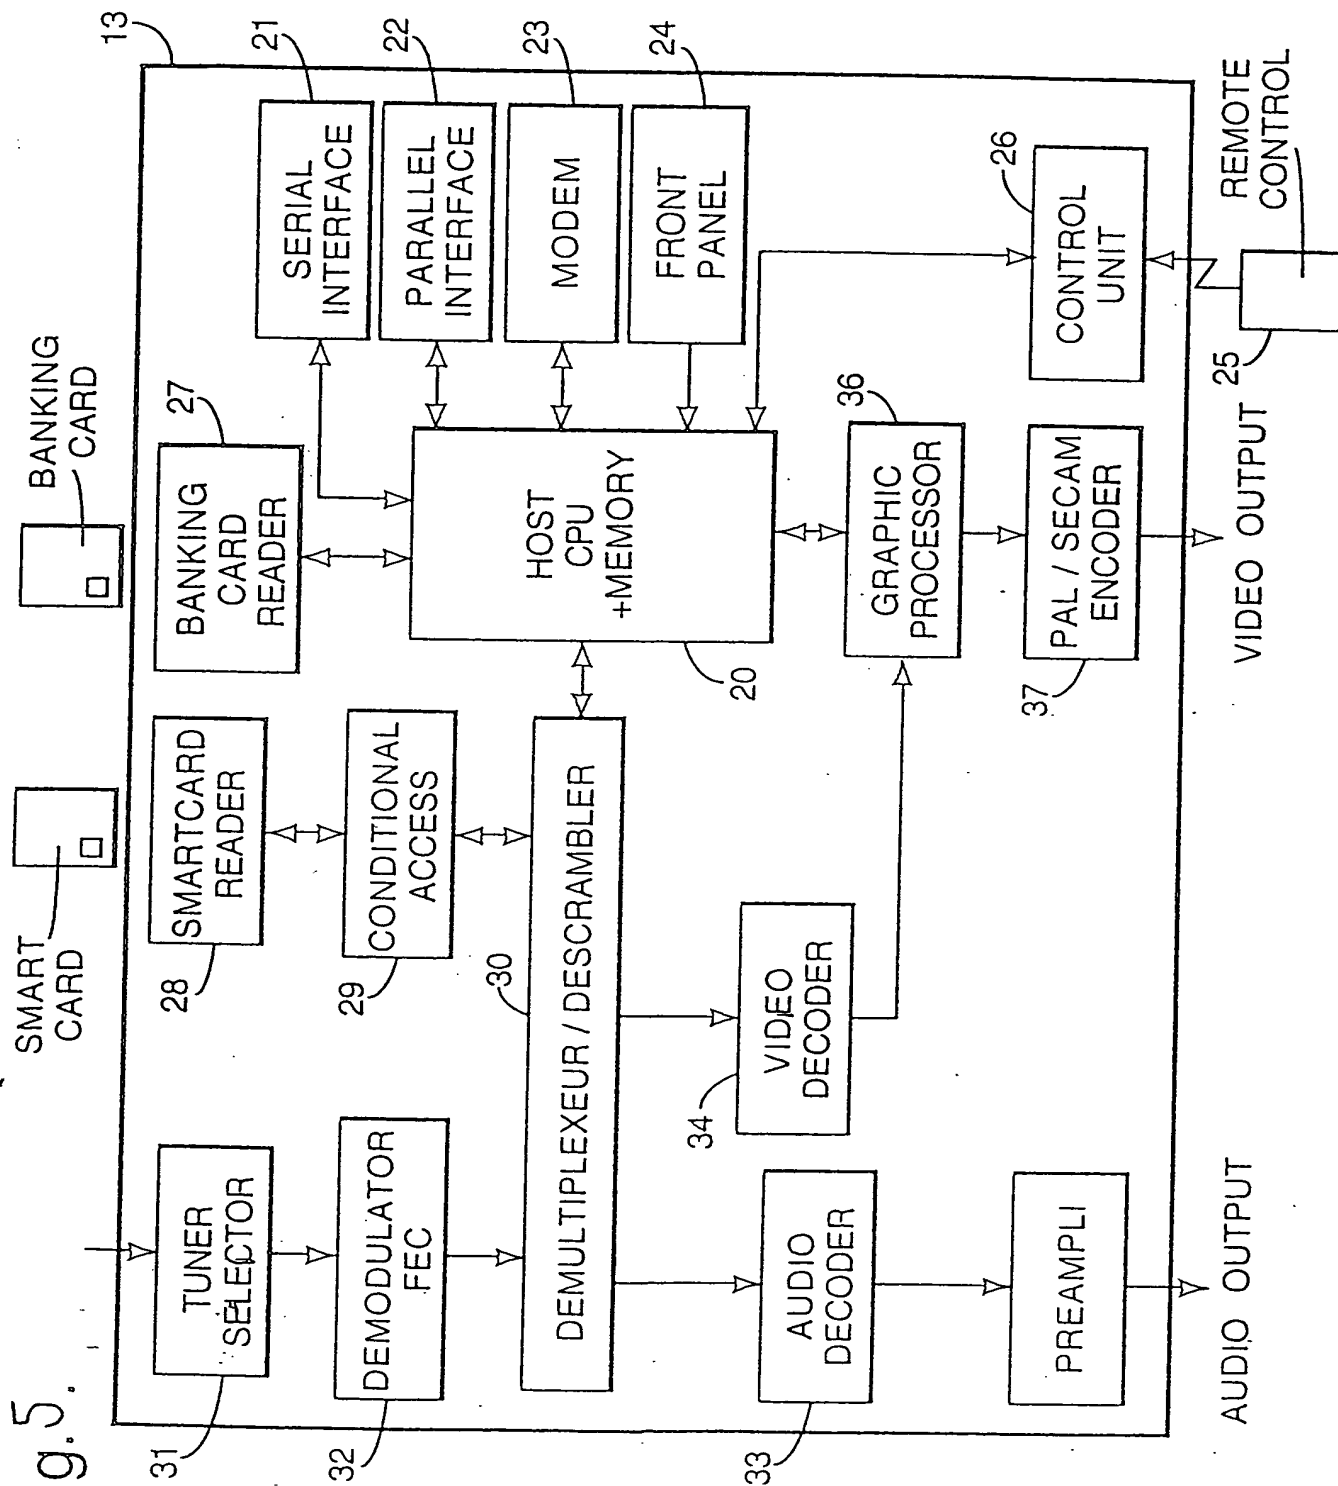 g.5.
SMART
CARD
BANKING
CARD
13
31
TUNER
SELECTOR
28
SMARTCARD
READER
27
BANKING
CARD
READER
21
SERIAL
INTERFACE
32
DEMODULATOR
FEC
29
CONDITIONAL
ACCESS
22
PARALLEL
INTERFACE
30
DEMULTIPLEXEUR / DESCRAMBLER
20
HOST
CPU
+MEMORY
23
MODEM
24
FRONT
PANEL
33
AUDIO
DECODER
34
VIDEO
DECODER
36
GRAPHIC
PROCESSOR
26
CONTROL
UNIT
PREAMPLI
37
PAL / SECAM
ENCODER
25
REMOTE
CONTROL
AUDIO OUTPUT
VIDEO OUTPUT